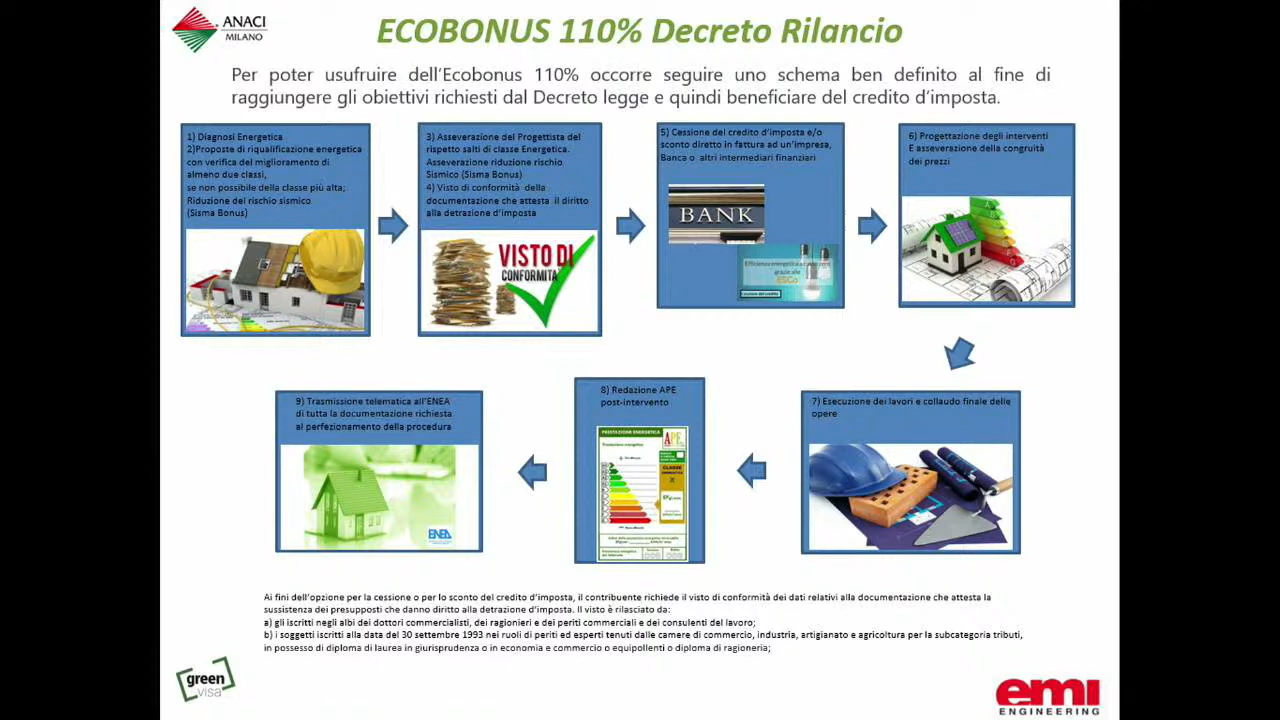 ANACI
MILANO
ECOBONUS 110% Decreto Rilancio
Per poter usufruire dell'Ecobonus 110% occorre seguire uno schema ben definito al fine di
raggiungere gli obiettivi richiesti dal Decreto legge e quindi beneficiare del credito d'imposta.
1) Diagnosi Energetica
2)Proposte di riqualificazione energetica
con verifica del miglioramento di
almeno due classi,
se non possibile della classe più alta;
Riduzione del rischio sismico
(Sisma Bonus)
3) Asseverazione del Progettista del
rispetto salti di classe Energetica.
Asseverazione riduzione rischio
Sismico (Sisma Bonus)
4) Visto di conformità della
documentazione che attesta il diritto
alla detrazione d'imposta
VISTO DI
CONFORMITA'
5) Cessione del credito d'imposta e/o
sconto diretto in fattura ad un'impresa,
Banca o altri intermediari finanziari
BANK
Efficienza energetica a costo zero
grazie alle
ESCo
Cessione del credito
6) Progettazione degli interventi
E asseverazione della congruità
dei prezzi
7) Esecuzione dei lavori e collaudo finale delle
opere
8) Redazione APE
post-intervento
PRESTAZIONE ENERGETICA
APE
CLASSE
ENERGETICA
X
9) Trasmissione telematica all'ENEA
di tutta la documentazione richiesta
al perfezionamento della procedura
ENEA
Ai fini dell'opzione per la cessione o per lo sconto del credito d'imposta, il contribuente richiede il visto di conformità dei dati relativi alla documentazione che attesta la
sussistenza dei presupposti che danno diritto alla detrazione d'imposta. Il visto è rilasciato da:
a) gli iscritti negli albi dei dottori commercialisti, dei ragionieri e dei periti commerciali e dei consulenti del lavoro;
b) i soggetti iscritti alla data del 30 settembre 1993 nei ruoli di periti ed esperti tenuti dalle camere di commercio, industria, artigianato e agricoltura per la subcategoria tributi,
in possesso di diploma di laurea in giurisprudenza o in economia e commercio o equipollenti o diploma di ragioneria;
green
visa
emi
ENGINEERING